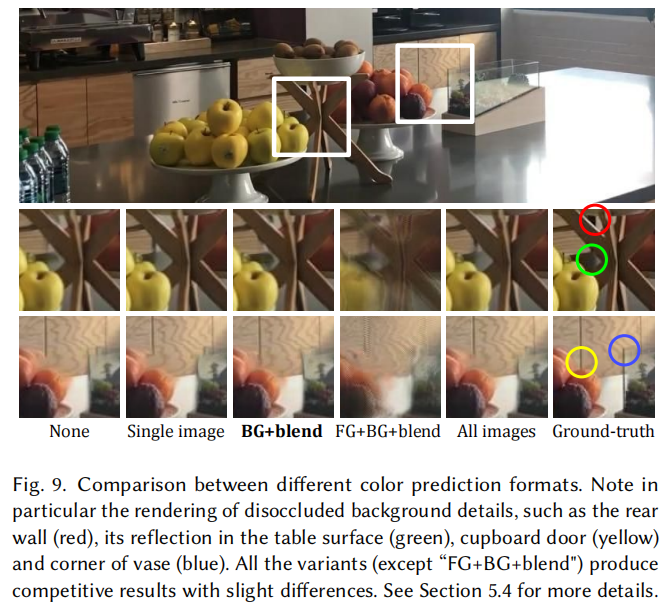 None Single image BG+blend FG+BG+blend All images Ground-truth
Fig. 9. Comparison between different color prediction formats. Note in
particular the rendering of disoccluded background details, such as the rear
wall (red), its reflection in the table surface (green), cupboard door (yellow)
and corner of vase (blue). All the variants (except “FG+BG+blend") produce
competitive results with slight differences. See Section 5.4 for more details.